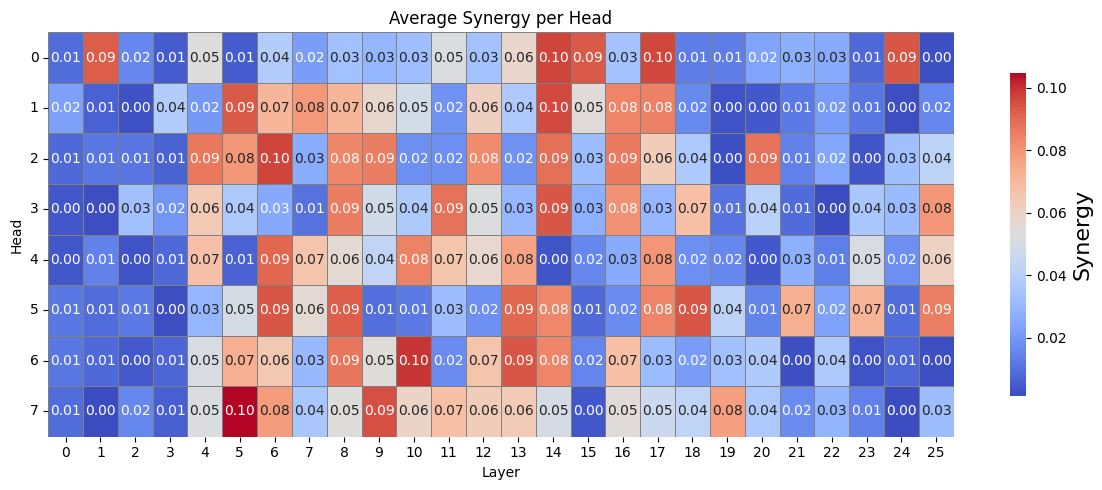 Average Synergy per Head
0 0.01 0.09 0.02 0.01 0.05 0.01 0.04 0.02 0.03 0.03 0.03 0.05 0.03 0.06 0.10 0.09 0.03 0.10 0.01 0.01 0.02 0.03 0.03 0.01 0.09 0.00
1 0.02 0.01 0.00 0.04 0.02 0.09 0.07 0.08 0.07 0.06 0.05 0.02 0.06 0.04 0.10 0.05 0.08 0.08 0.02 0.00 0.00 0.01 0.02 0.01 0.00 0.02
2 0.01 0.01 0.01 0.01 0.09 0.08 0.10 0.03 0.08 0.09 0.02 0.02 0.08 0.02 0.09 0.03 0.09 0.06 0.04 0.00 0.09 0.01 0.02 0.00 0.03 0.04
3 0.00 0.00 0.03 0.02 0.06 0.04 0.03 0.01 0.09 0.05 0.04 0.09 0.05 0.03 0.09 0.03 0.08 0.03 0.07 0.01 0.04 0.01 0.00 0.04 0.03 0.08
4 0.00 0.01 0.00 0.01 0.07 0.01 0.09 0.07 0.06 0.04 0.08 0.07 0.06 0.08 0.00 0.02 0.03 0.08 0.02 0.02 0.00 0.03 0.01 0.05 0.02 0.06
5 0.01 0.01 0.01 0.00 0.03 0.05 0.09 0.06 0.09 0.01 0.01 0.03 0.02 0.09 0.08 0.01 0.02 0.08 0.09 0.04 0.01 0.07 0.02 0.07 0.01 0.09
6 0.01 0.01 0.00 0.01 0.05 0.07 0.06 0.03 0.09 0.05 0.10 0.02 0.07 0.09 0.08 0.02 0.07 0.03 0.02 0.03 0.04 0.00 0.04 0.00 0.01 0.00
7 0.01 0.00 0.02 0.01 0.05 0.10 0.08 0.04 0.05 0.09 0.06 0.07 0.06 0.06 0.05 0.00 0.05 0.05 0.04 0.08 0.04 0.02 0.03 0.01 0.00 0.03
0 1 2 3 4 5 6 7 8 9 10 11 12 13 14 15 16 17 18 19 20 21 22 23 24 25
Layer
Head
0.10
0.08
0.06
0.04
0.02
Synergy